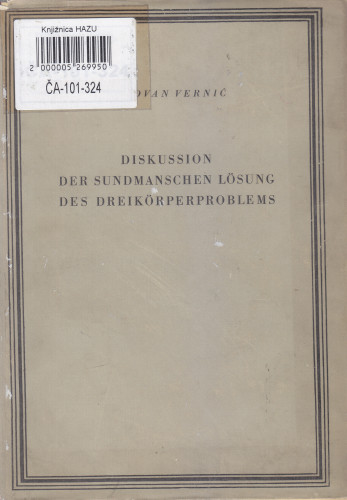 Knjižnica HAZU
2 000005 269950
ČA-101-324
OVAN VERNIĆ
DISKUSSION
DER SUNDMANSCHEN LÖSUNG
DES DREIKÖRPERPROBLEMS